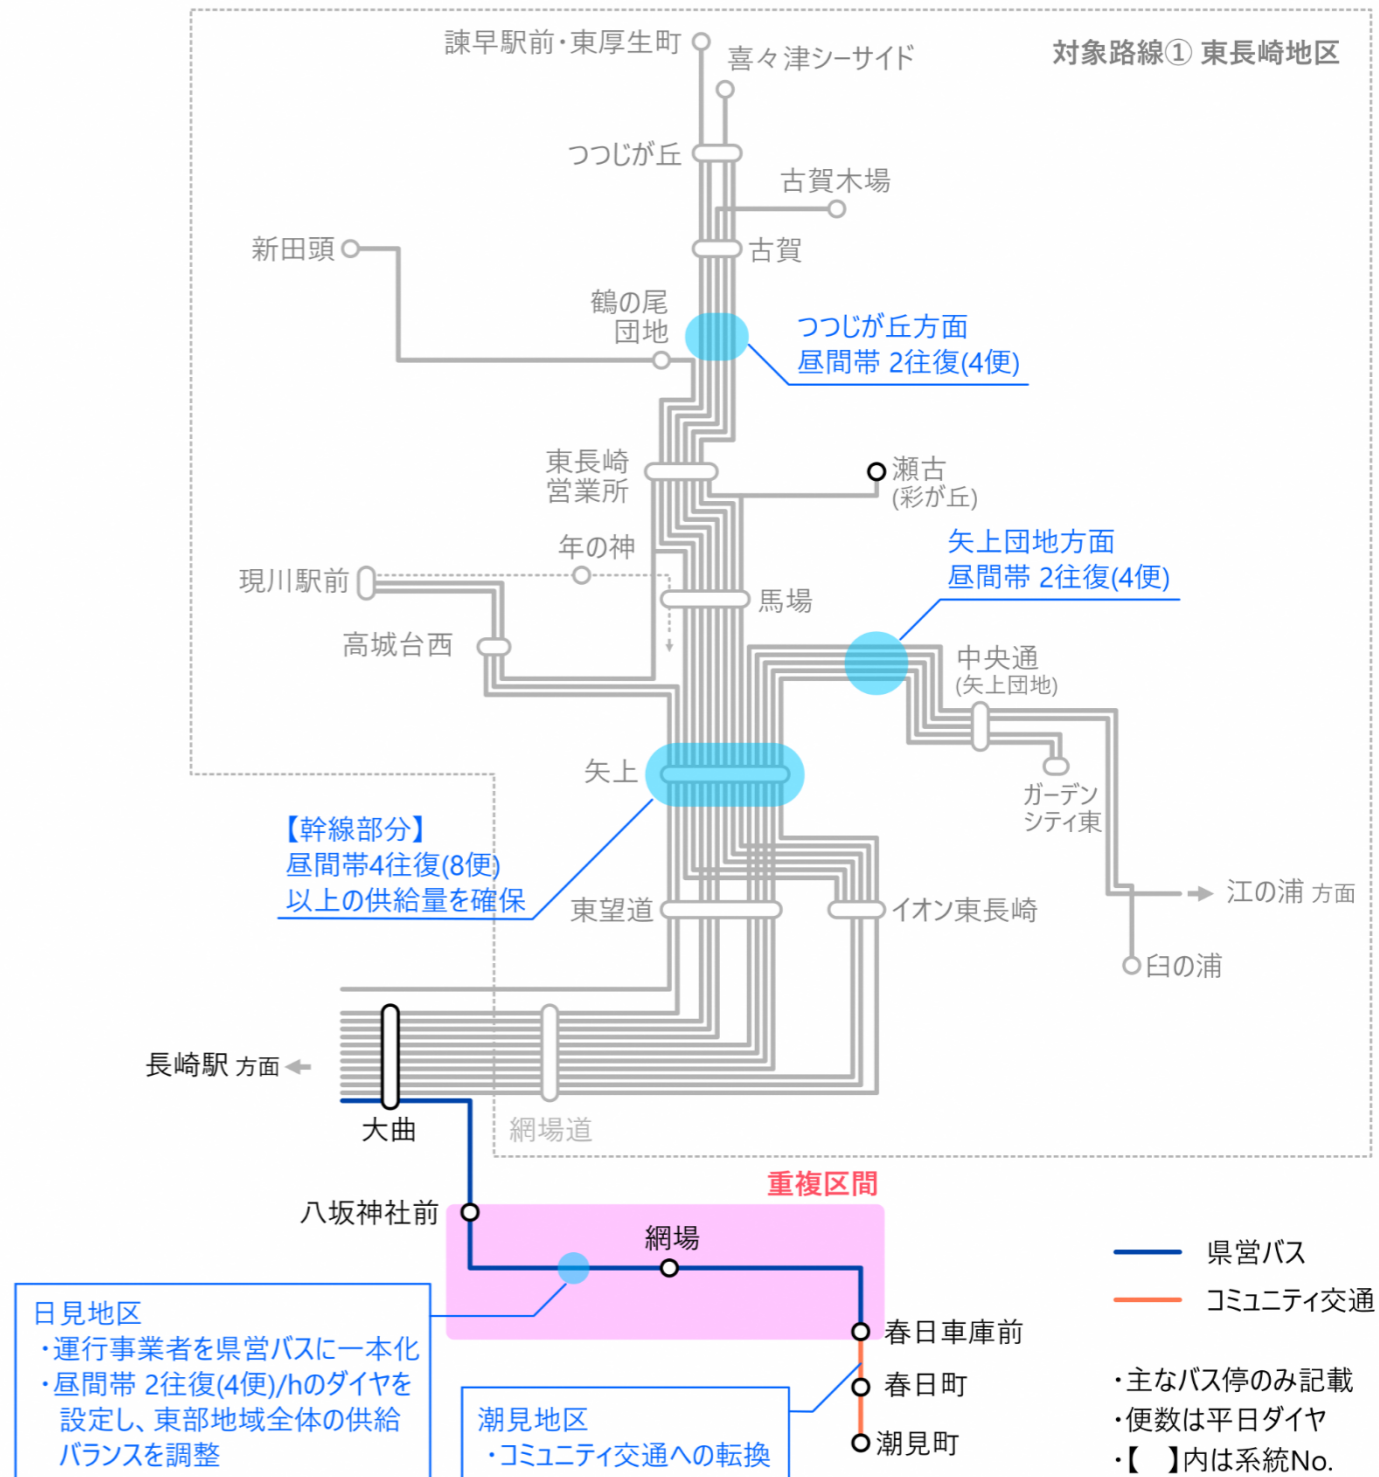 対象路線① 東長崎地区
諫早駅前・東厚生町
喜々津シーサイド
つつじが丘
古賀木場
新田頭
古賀
鶴の尾
団地
つつじが丘方面
昼間帯 2往復(4便)
東長崎
営業所
瀬古
(彩が丘)
年の神
矢上団地方面
昼間帯 2往復(4便)
現川駅前
馬場
高城台西
中央通
(矢上団地)
矢上
ガーデン
シティ東
【幹線部分】
昼間帯4往復(8便)
以上の供給量を確保
東望道
イオン東長崎
江の浦 方面
臼の浦
長崎駅 方面
大曲
網場道
重複区間
八坂神社前
網場
県営バス
コミュニティ交通
日見地区
・運行事業者を県営バスに一本化
・昼間帯 2往復(4便)/hのダイヤを
設定し、東部地域全体の供給
バランスを調整
春日車庫前
春日町
潮見町
潮見地区
・コミュニティ交通への転換
・主なバス停のみ記載
・便数は平日ダイヤ
・【 】内は系統No.